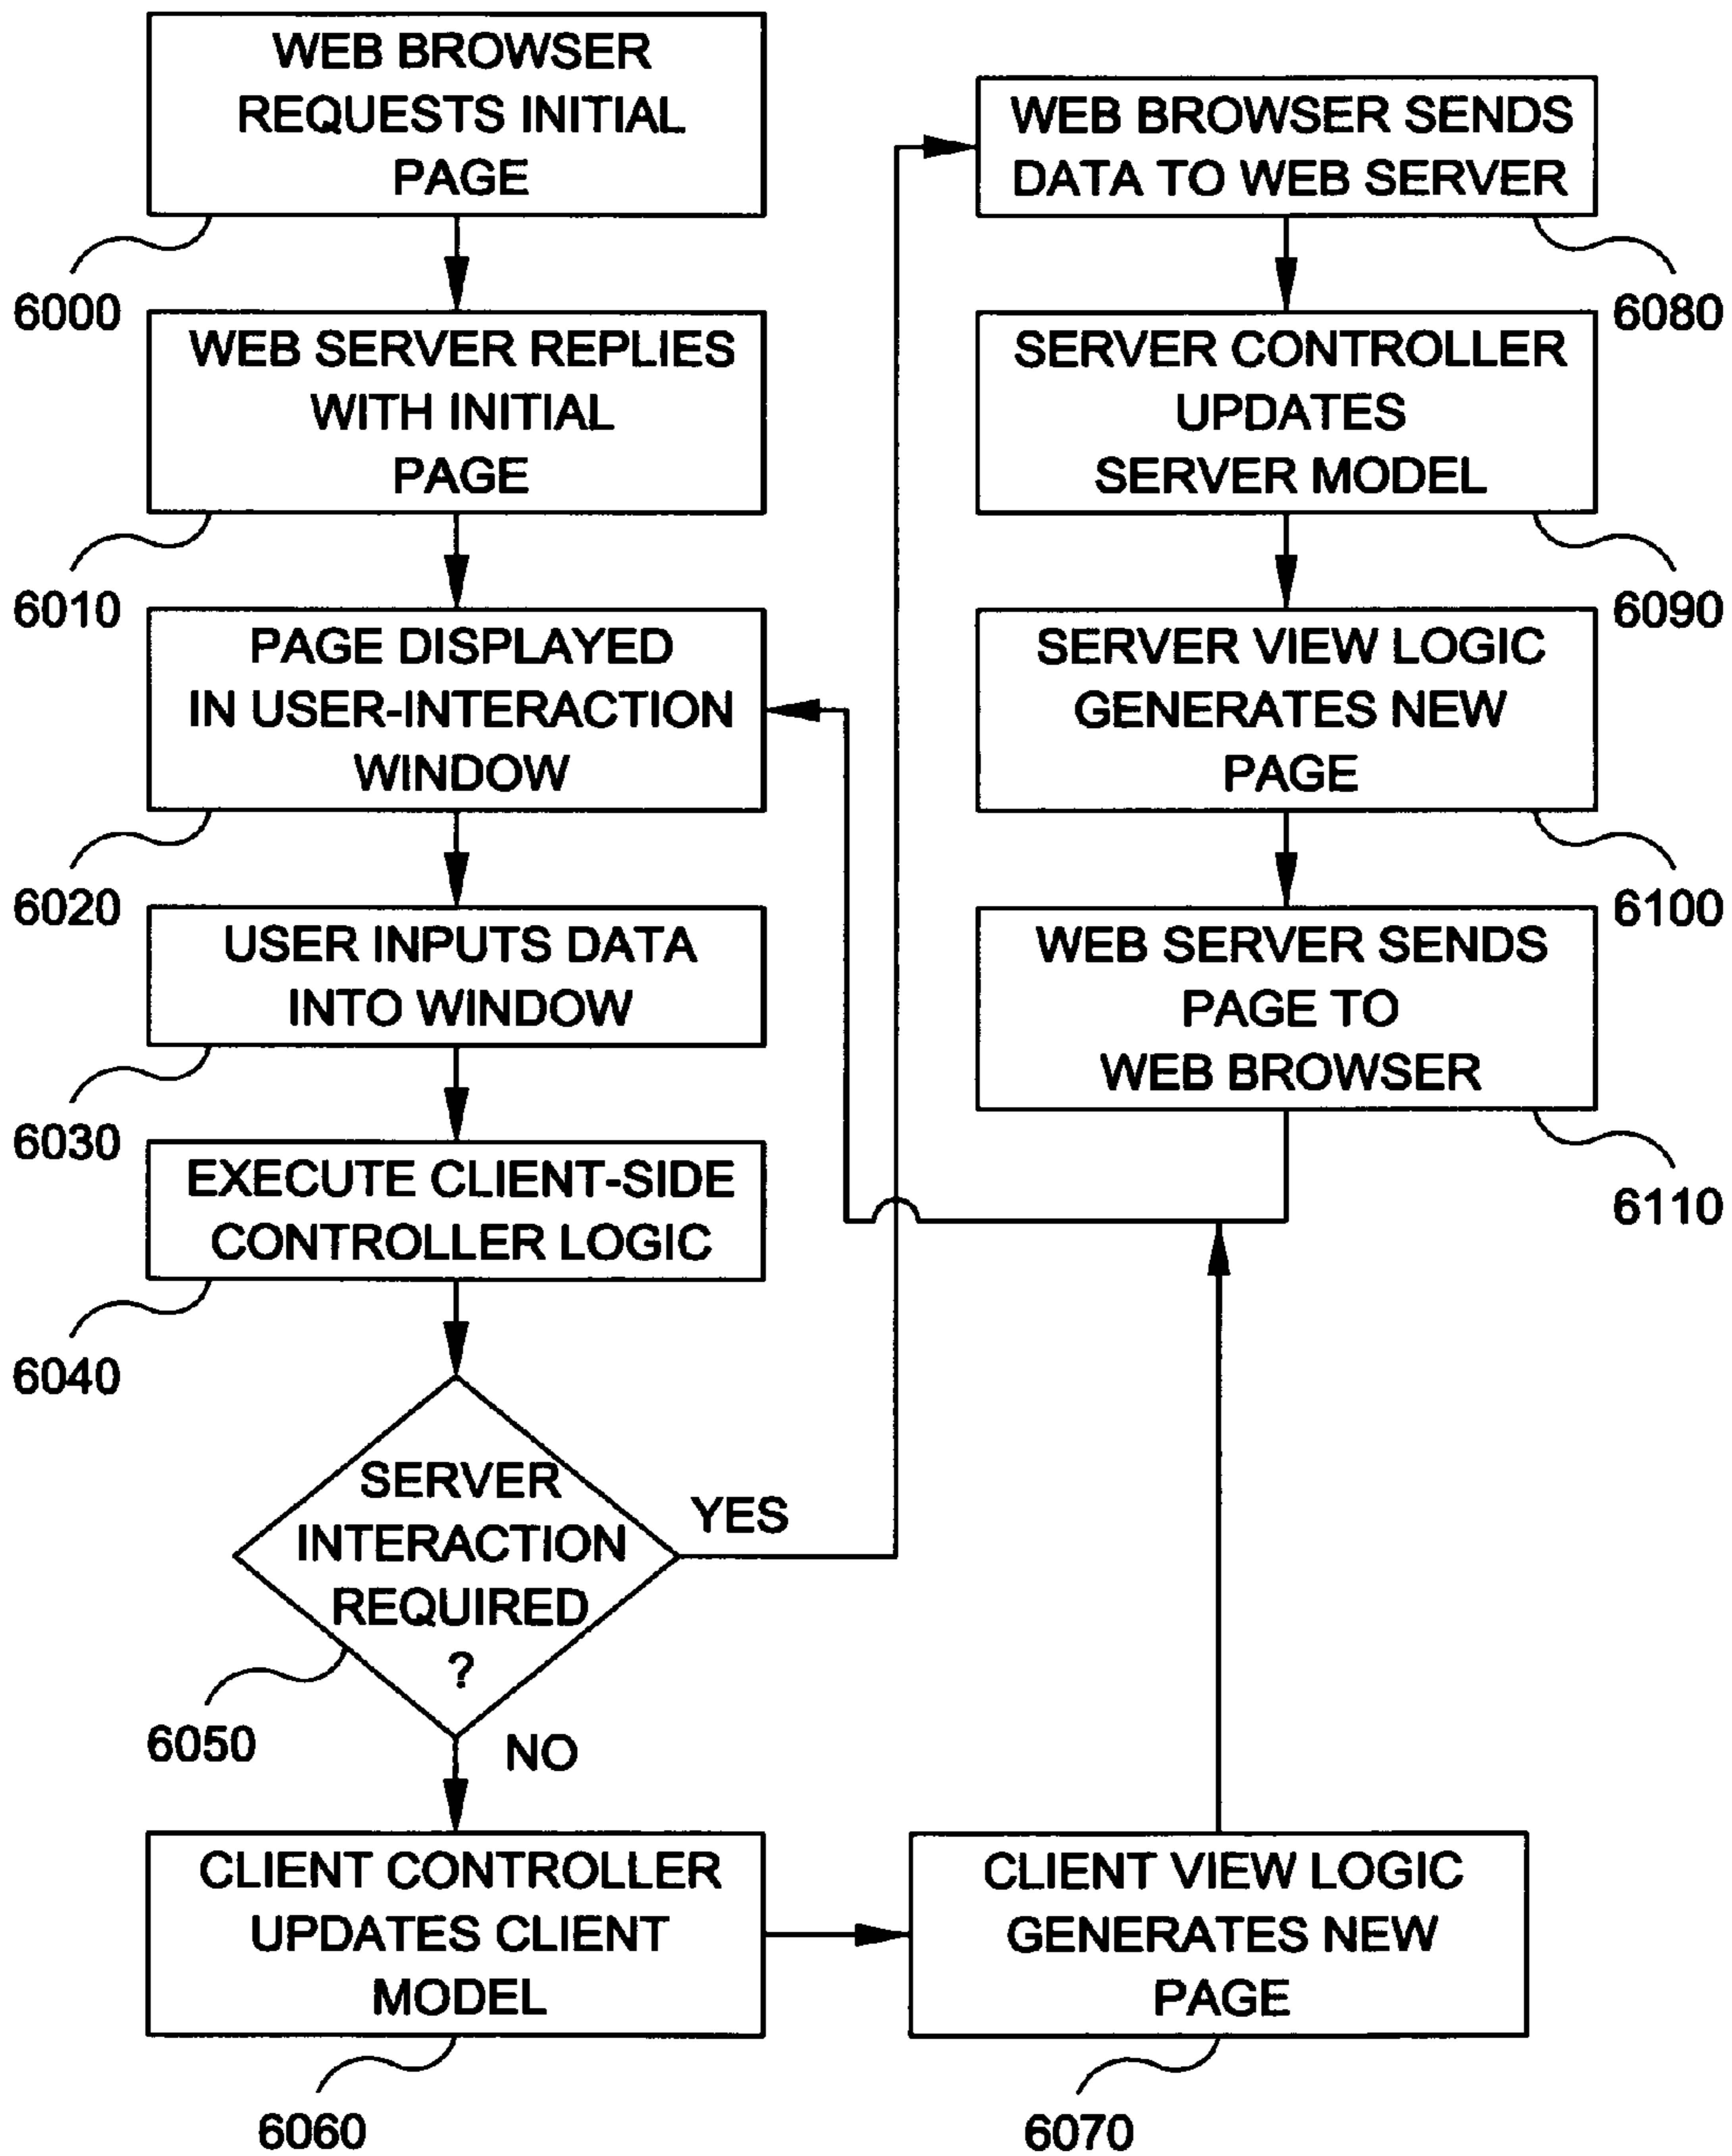 WEB BROWSER
REQUESTS INITIAL
PAGE
6000
WEB SERVER REPLIES
WITH INITIAL
PAGE
6010
PAGE DISPLAYED
IN USER-INTERACTION
WINDOW
6020
USER INPUTS DATA
INTO WINDOW
6030
EXECUTE CLIENT-SIDE
CONTROLLER LOGIC
6040
SERVER
INTERACTION
REQUIRED
?
YES
6050
NO
CLIENT CONTROLLER
UPDATES CLIENT
MODEL
6060
CLIENT VIEW LOGIC
GENERATES NEW
PAGE
6070
WEB BROWSER SENDS
DATA TO WEB SERVER
6080
SERVER CONTROLLER
UPDATES
SERVER MODEL
6090
SERVER VIEW LOGIC
GENERATES NEW
PAGE
6100
WEB SERVER SENDS
PAGE TO
WEB BROWSER
6110